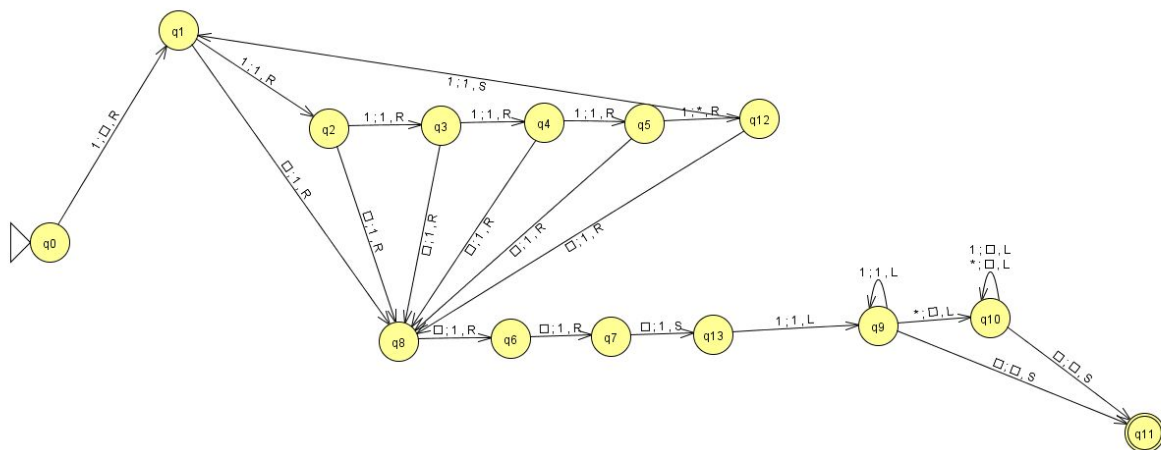 q1
1 ; 1 , R
1 ; 1 , S
q2
1 ; 1 , R
q3
1 ; 1 , R
q4
1 ; 1 , R
q5
1 ; * , R
q12
1 ; □ , R
□ ; 1 , R
□ ; 1 , R
□ ; 1 , R
□ ; 1 , R
□ ; 1 , R
□ ; 1 , R
q0
1 ; □ , L
* ; □ , L
1 ; 1 , L
q8
□ ; 1 , R
q6
□ ; 1 , R
q7
□ ; 1 , S
q13
1 ; 1 , L
q9
* ; □ , L
q10
□ ; □ , S
□ ; □ , S
q11